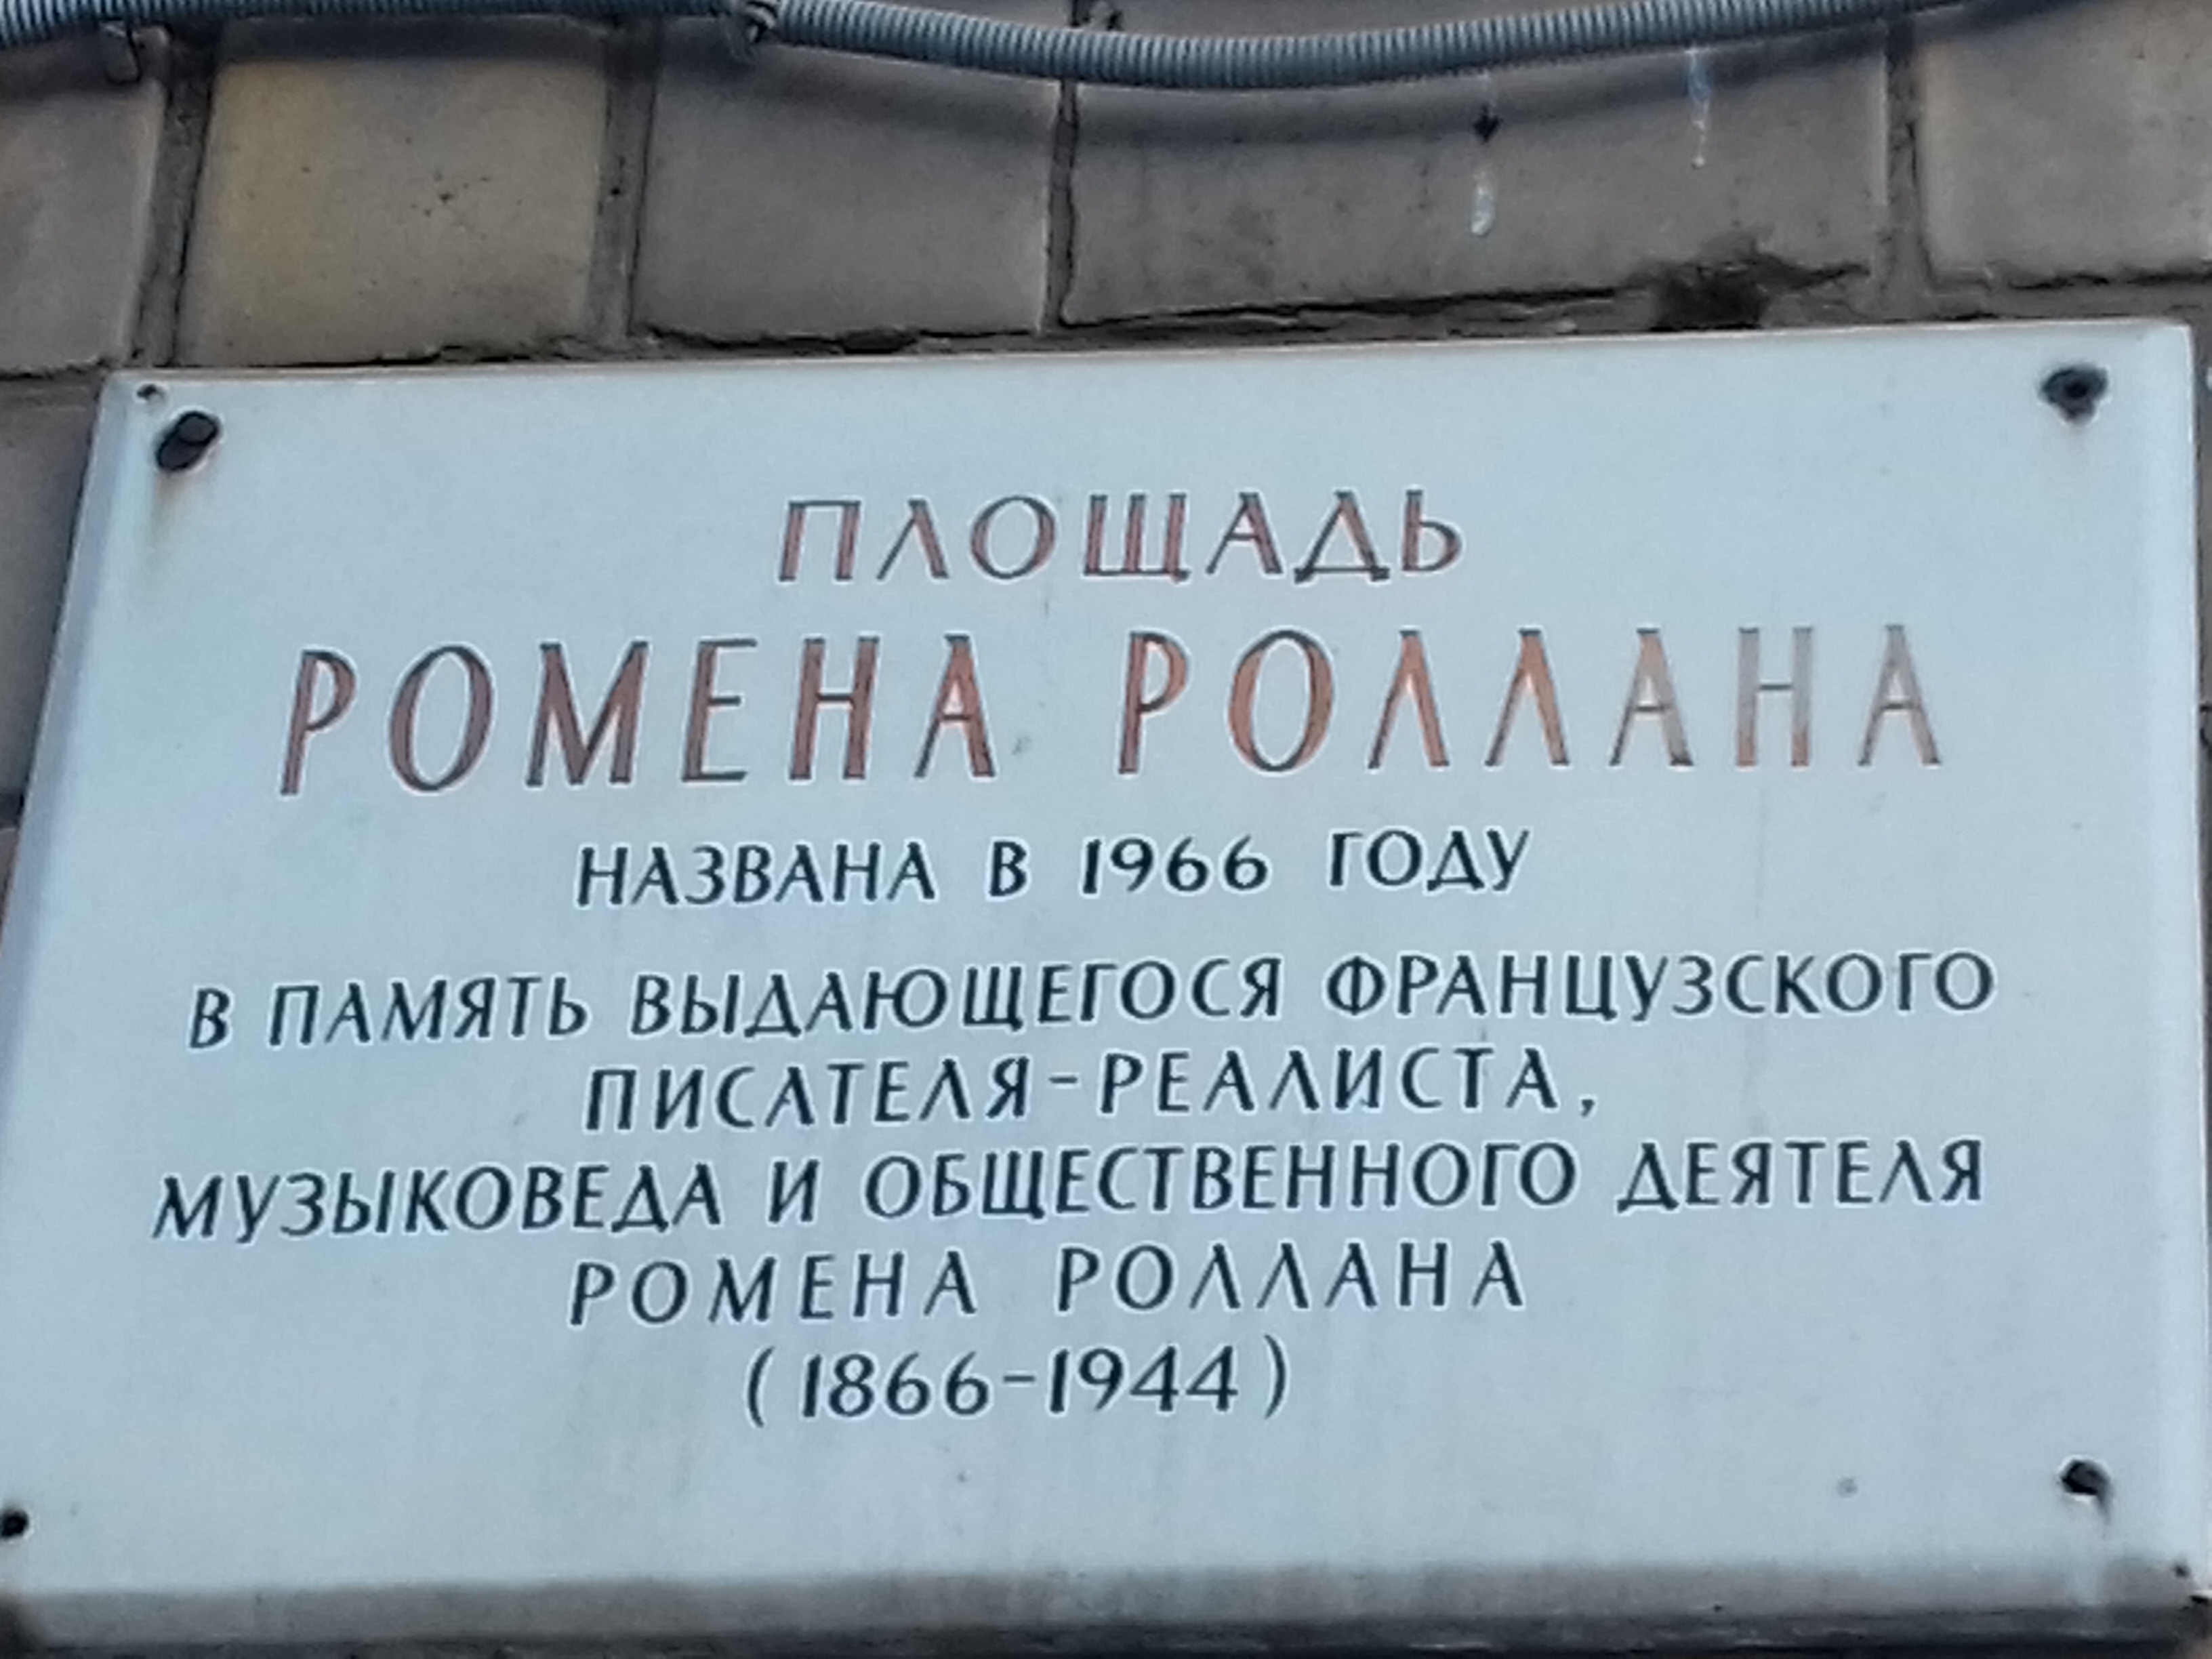 ПЛОЩАДЬ
РОМЕНА РОЛЛАНА
НАЗВАНА В 1966 ГОДУ
В ПАМЯТЬ ВЫДАЮЩЕГОСЯ ФРАНЦУЗСКОГО
ПИСАТЕЛЯ-РЕАЛИСТА,
МУЗЫКОВЕДА И ОБЩЕСТВЕННОГО ДЕЯТЕЛЯ
РОМЕНА РОЛЛАНА
(1866-1944)